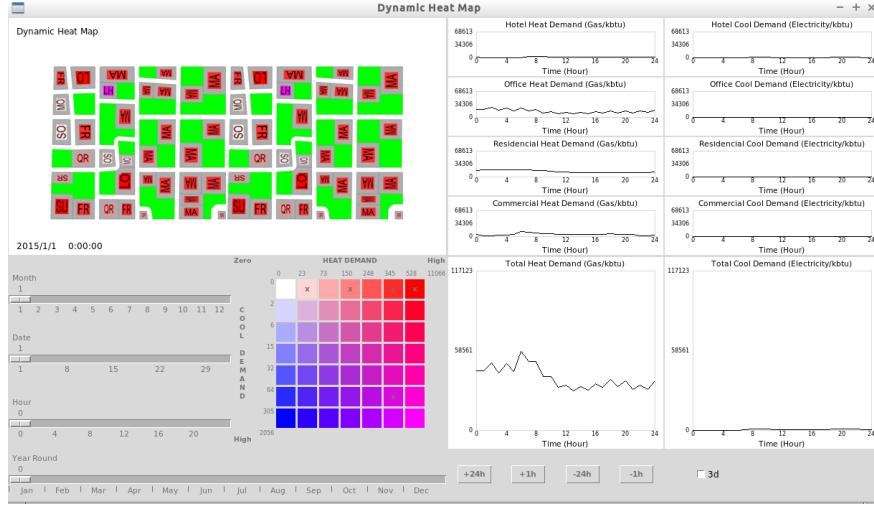 Dynamic Heat Map
Dynamic Heat Map
2015/1/1 0:00:00
Hotel Heat Demand (Gas/kbtu)
68613
34306
0
0 4 8 12 16 20 24
Time (Hour)
Hotel Cool Demand (Electricity/kbtu)
68613
34306
0
0 4 8 12 16 20 24
Time (Hour)
Office Heat Demand (Gas/kbtu)
68613
34306
0
0 4 8 12 16 20 24
Time (Hour)
Office Cool Demand (Electricity/kbtu)
68613
34306
0
0 4 8 12 16 20 24
Time (Hour)
Residencial Heat Demand (Gas/kbtu)
68613
34306
0
0 4 8 12 16 20 24
Time (Hour)
Residencial Cool Demand (Electricity/kbtu)
68613
34306
0
0 4 8 12 16 20 24
Time (Hour)
Commercial Heat Demand (Gas/kbtu)
68613
34306
0
0 4 8 12 16 20 24
Time (Hour)
Commercial Cool Demand (Electricity/kbtu)
68613
34306
0
0 4 8 12 16 20 24
Time (Hour)
Month
1
1 2 3 4 5 6 7 8 9 10 11 12
Date
1
1 8 15 22 29
Hour
0
0 4 8 12 16 20
Year Round
0
Jan Feb Mar Apr May Jun Jul Aug Sep Oct Nov Dec
Zero HEAT DEMAND High
0 23 73 150 248 345 528 11066
COOL DEMAND
0
2
6
15
32
64
305
2056
High
x x x x
x
Total Heat Demand (Gas/kbtu)
117123
58561
0
0 4 8 12 16 20 24
Time (Hour)
Total Cool Demand (Electricity/kbtu)
117123
58561
0
0 4 8 12 16 20 24
Time (Hour)
+24h +1h -24h -1h 3d